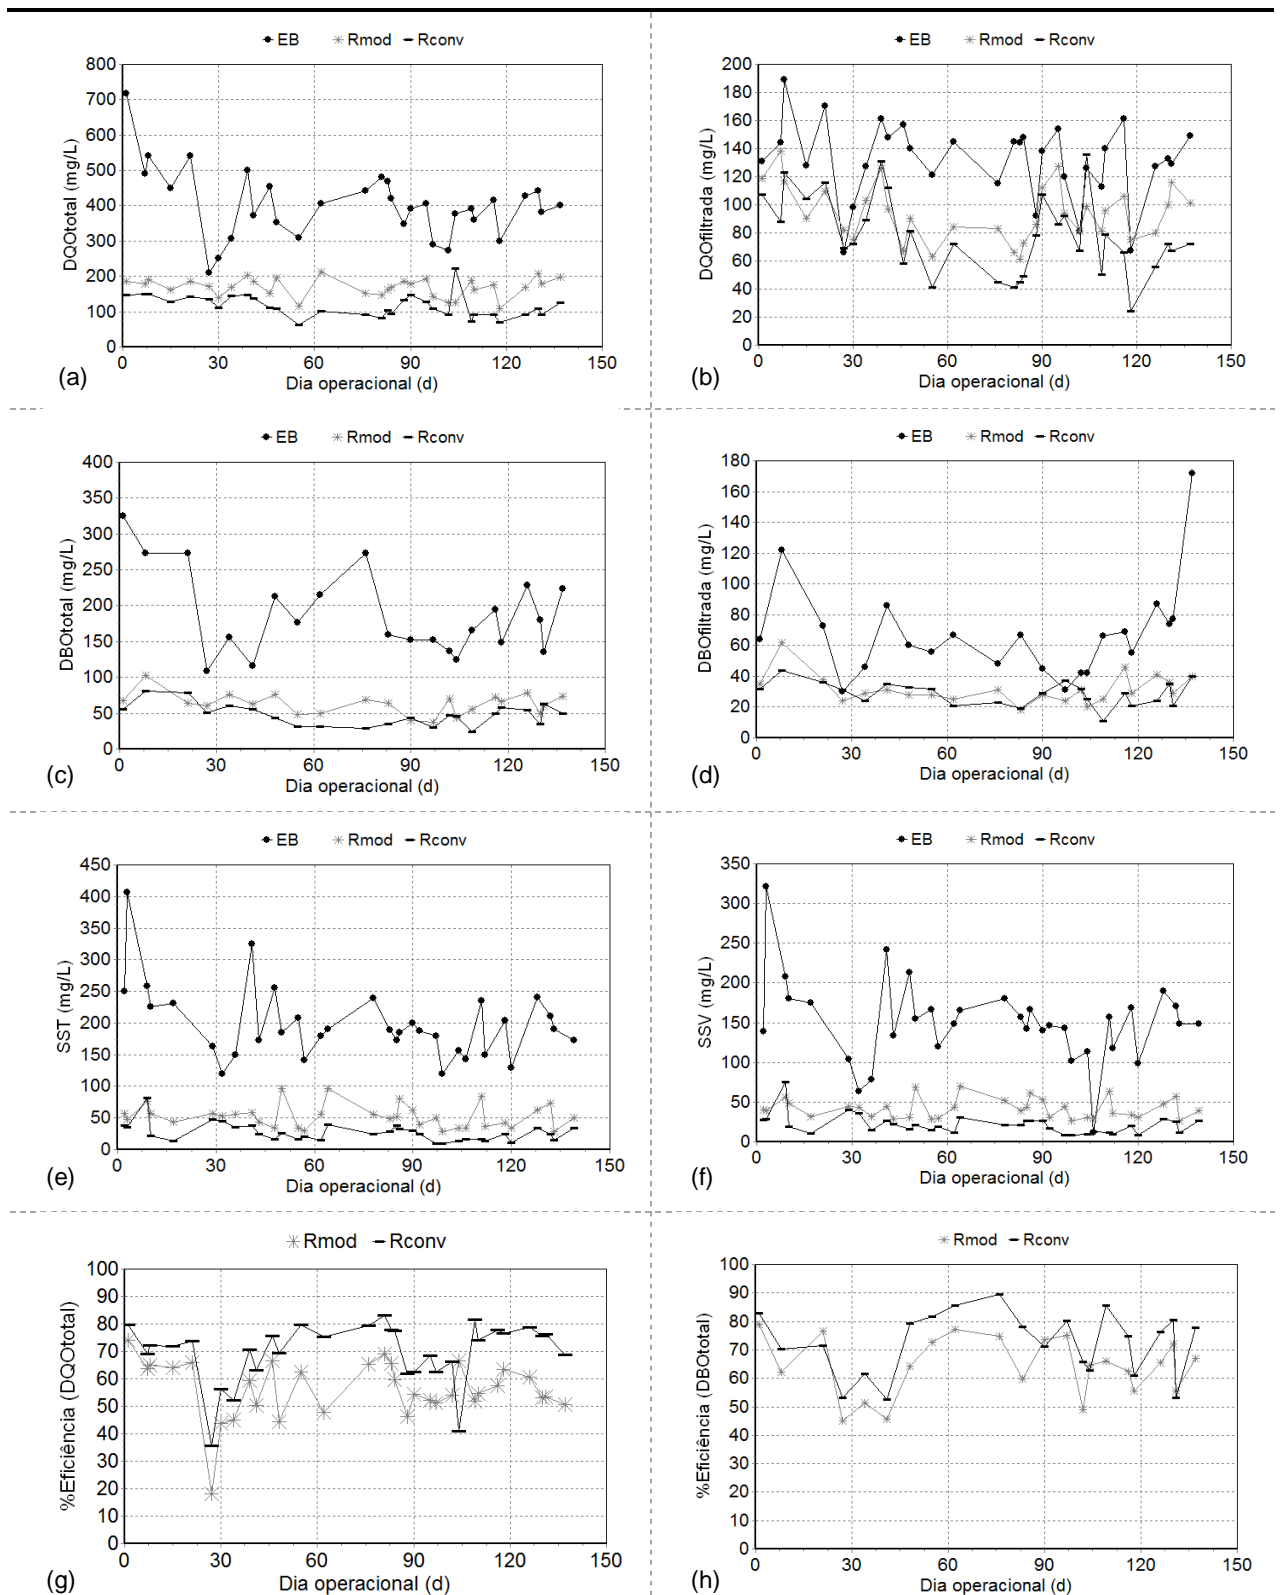 EB Rmod Rconv
800
700
600
500
400
300
200
100
0
0 30 60 90 120 150
DQOtotal (mg/L)
Dia operacional (d)
(a)
EB Rmod Rconv
200
180
160
140
120
100
80
60
40
20
0
0 30 60 90 120 150
DQOfiltrada (mg/L)
Dia operacional (d)
(b)
EB Rmod Rconv
400
350
300
250
200
150
100
50
0
0 30 60 90 120 150
DBOtotal (mg/L)
Dia operacional (d)
(c)
EB Rmod Rconv
180
160
140
120
100
80
60
40
20
0
0 30 60 90 120 150
DBOfiltrada (mg/L)
Dia operacional (d)
(d)
EB Rmod Rconv
450
400
350
300
250
200
150
100
50
0
0 30 60 90 120 150
SST (mg/L)
Dia operacional (d)
(e)
EB Rmod Rconv
350
300
250
200
150
100
50
0
0 30 60 90 120 150
SSV (mg/L)
Dia operacional (d)
(f)
Rmod Rconv
100
90
80
70
60
50
40
30
20
10
0
0 30 60 90 120 150
%Eficiência (DQOtotal)
Dia operacional (d)
(g)
Rmod Rconv
100
90
80
70
60
50
40
30
20
10
0
0 30 60 90 120 150
%Eficiência (DBOtotal)
Dia operacional (d)
(h)